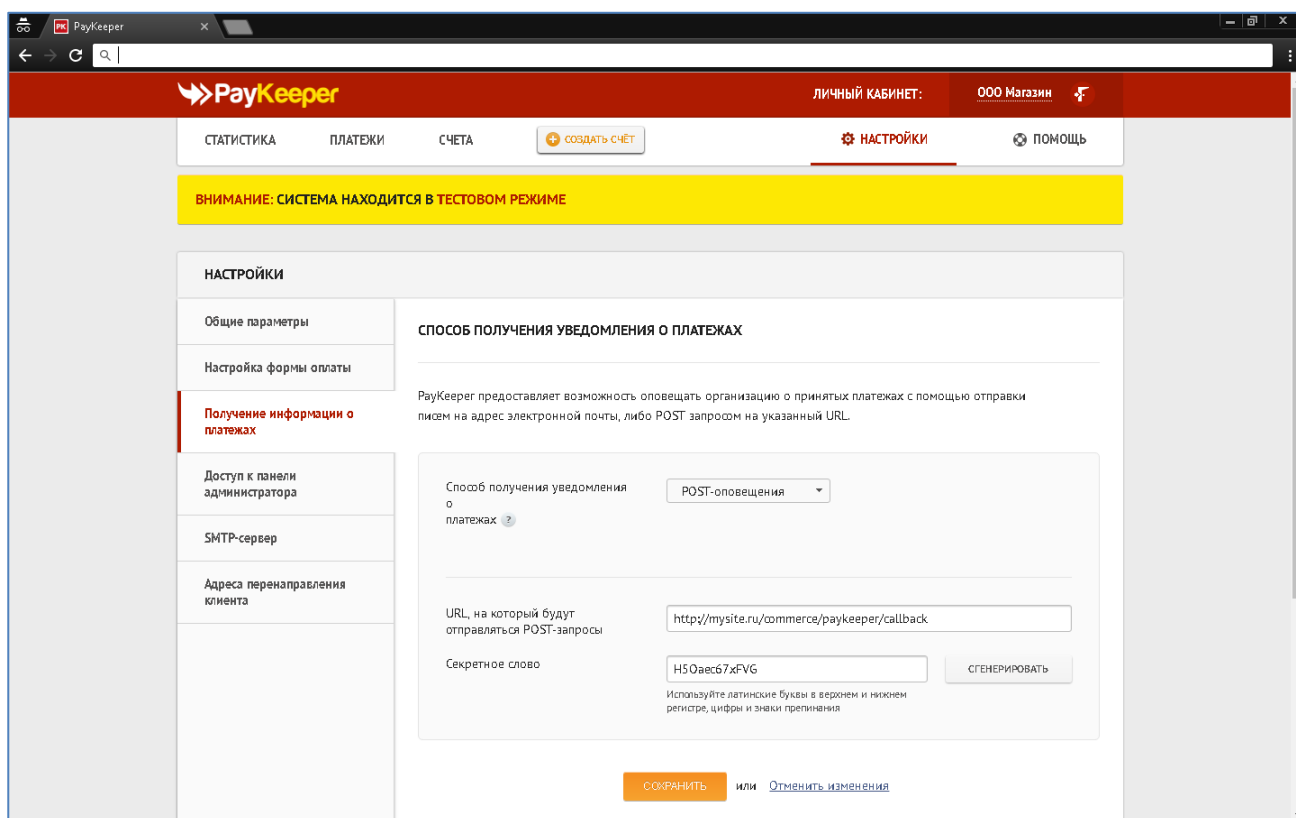 PayKeeper
PayKeeper
ЛИЧНЫЙ КАБИНЕТ:
ООО Магазин
СТАТИСТИКА
ПЛАТЕЖИ
СЧЕТА
СОЗДАТЬ СЧЁТ
НАСТРОЙКИ
ПОМОЩЬ
ВНИМАНИЕ: СИСТЕМА НАХОДИТСЯ В ТЕСТОВОМ РЕЖИМЕ
НАСТРОЙКИ
Общие параметры
Настройка формы оплаты
Получение информации о
платежах
Доступ к панели
администратора
SMTP-сервер
Адреса перенаправления
клиента
СПОСОБ ПОЛУЧЕНИЯ УВЕДОМЛЕНИЯ О ПЛАТЕЖАХ
PayKeeper предоставляет возможность оповещать организацию о принятых платежах с помощью отправки
писем на адрес электронной почты, либо POST запросом на указанный URL.
Способ получения уведомления
о
платежах ?
POST-оповещения
URL, на который будут
отправляться POST-запросы
http://mysite.ru/commerce/paykeeper/callback
Секретное слово
H5Oaec67xFVG
СГЕНЕРИРОВАТЬ
Используйте латинские буквы в верхнем и нижнем
регистре, цифры и знаки препинания
СОХРАНИТЬ
или
Отменить изменения